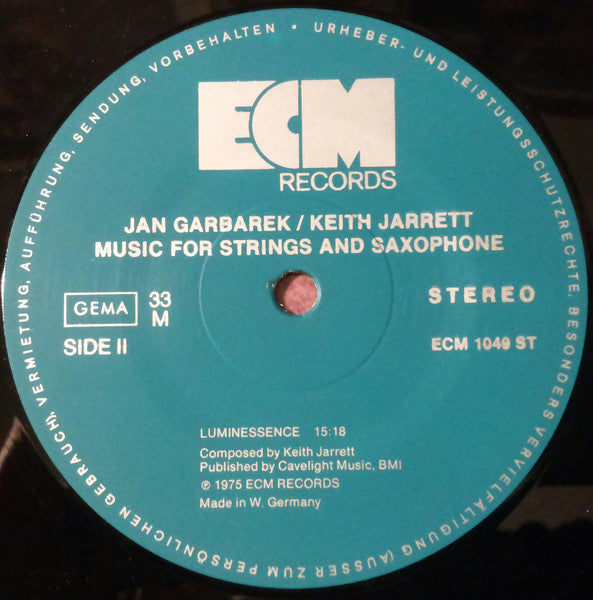 URHEBER- UND LEISTUNGSSCHUTZRECHTE, BESONDERS VERVIELFÄLTIGUNG (AUSSER ZUM PERSÖNLICHEN GEBRAUCH), VERMIETUNG, AUFFÜHRUNG, SENDUNG, VORBEHALTEN •
ECM
RECORDS
JAN GARBAREK / KEITH JARRETT
MUSIC FOR STRINGS AND SAXOPHONE
GEMA 33 STEREO
M
SIDE II ECM 1049 ST
LUMINESSENCE 15:18
Composed by Keith Jarrett
Published by Cavelight Music, BMI
℗ 1975 ECM RECORDS
Made in W. Germany